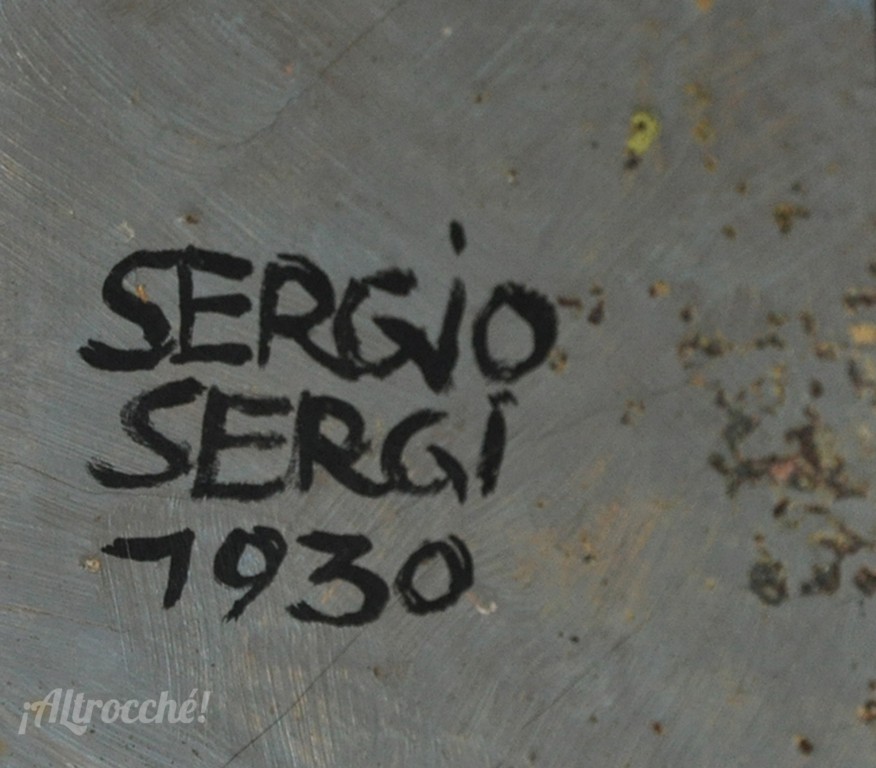 SERGiO
SERGI
1930
¡Altrocché!